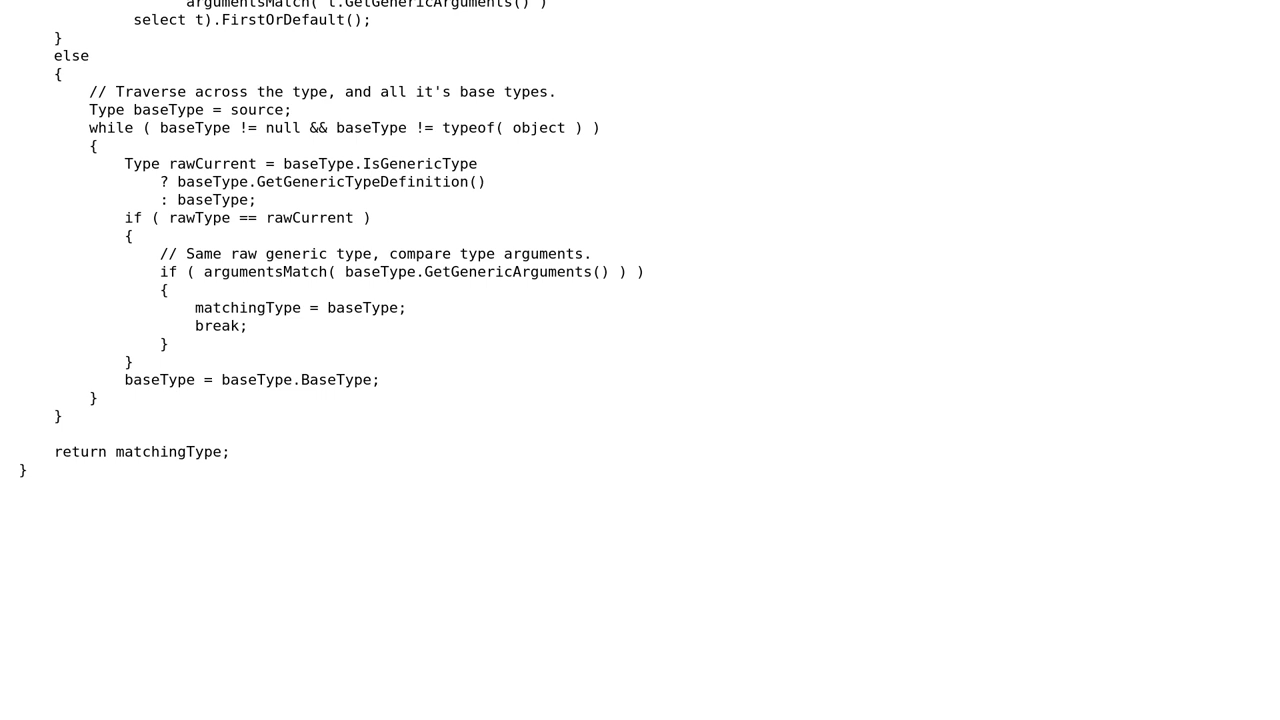 argumentsMatch( t.GetGenericArguments() )
select t).FirstOrDefault();
}
else
{
// Traverse across the type, and all it's base types.
Type baseType = source;
while ( baseType != null && baseType != typeof( object ) )
{
Type rawCurrent = baseType.IsGenericType
? baseType.GetGenericTypeDefinition()
: baseType;
if ( rawType == rawCurrent )
{
// Same raw generic type, compare type arguments.
if ( argumentsMatch( baseType.GetGenericArguments() ) )
{
matchingType = baseType;
break;
}
}
baseType = baseType.BaseType;
}
}
return matchingType;
}